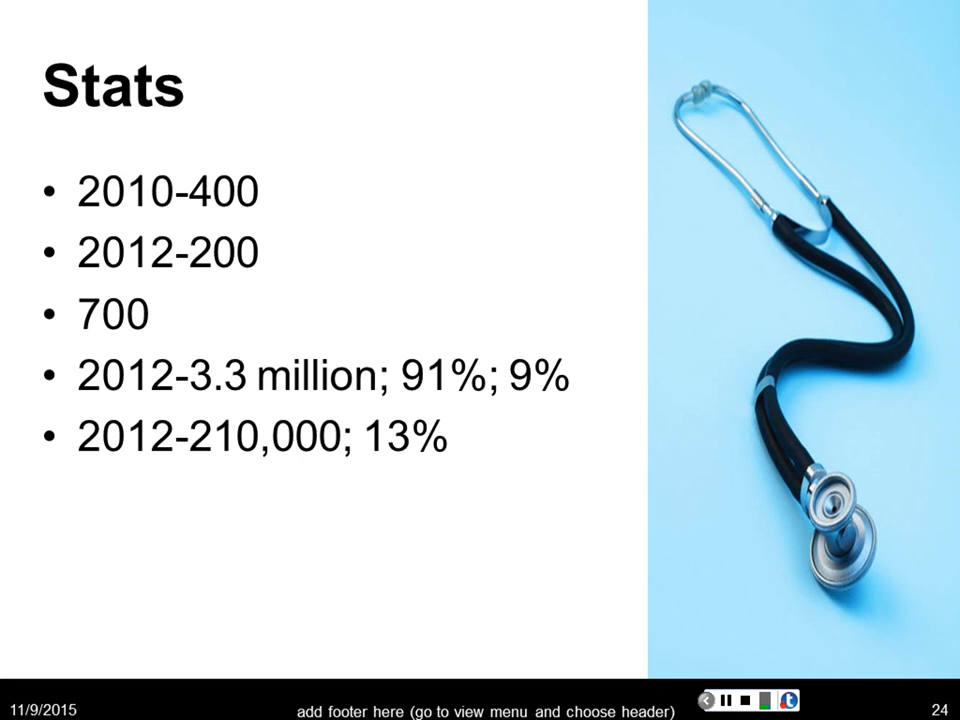 Stats
• 2010-400
• 2012-200
• 700
• 2012-3.3 million; 91%; 9%
• 2012-210,000; 13%
11/9/2015
add footer here (go to view menu and choose header)
24